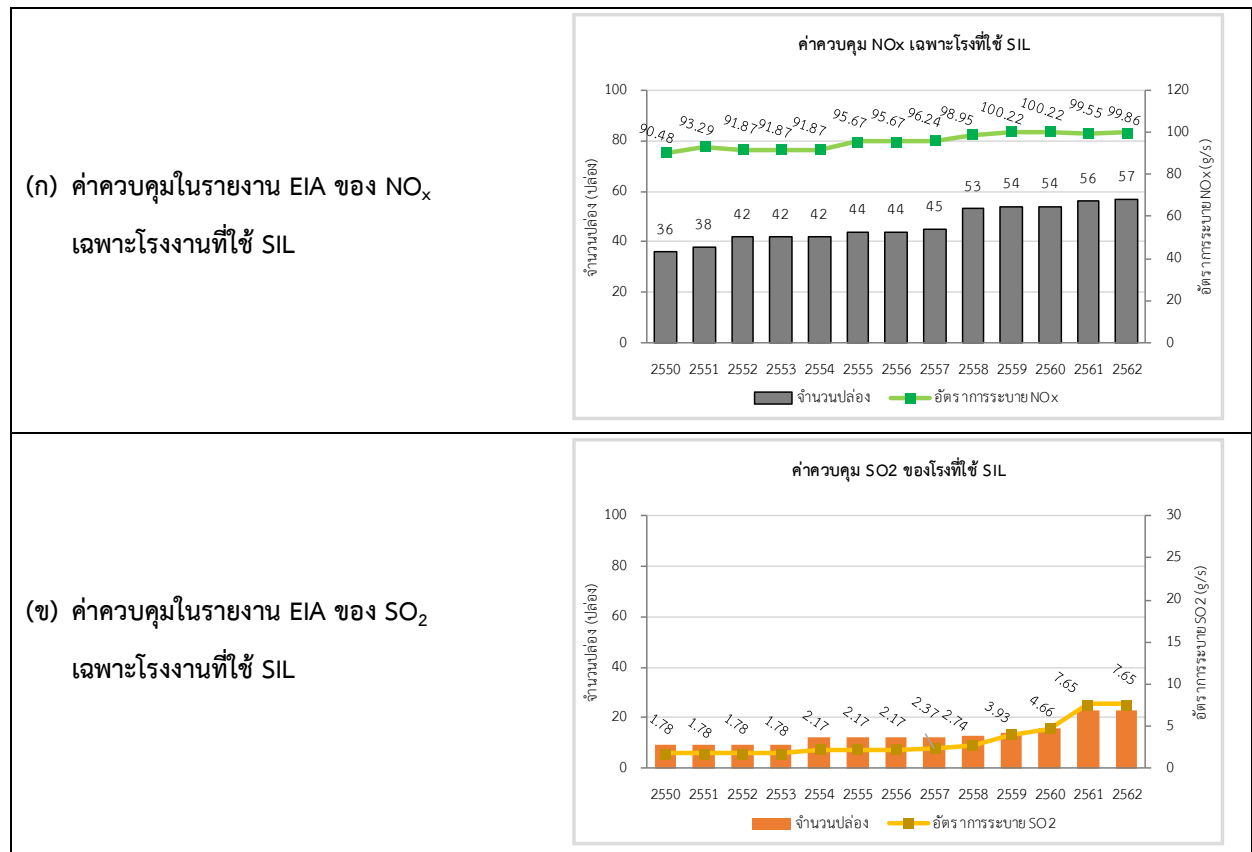 (ก) ค่าควบคุมในรายงาน EIA ของ NOx
เฉพาะโรงงานที่ใช้ SIL
ค่าควบคุม NOx เฉพาะโรงที่ใช้ SIL
100
80
60
40
20
0
จำนวนปล่อง (ปล่อง)
120
100
80
60
40
20
0
อัตราการระบายNOx(g/s)
90.48 93.29 91.87 91.87 91.87 95.67 95.67 96.24 98.95 100.22 100.22 99.55 99.86
36 38 42 42 42 44 44 45 53 54 54 56 57
2550 2551 2552 2553 2554 2555 2556 2557 2558 2559 2560 2561 2562
จำนวนปล่อง อัตราการระบายNOx
(ข) ค่าควบคุมในรายงาน EIA ของ SO2
เฉพาะโรงงานที่ใช้ SIL
ค่าควบคุม SO2 ของโรงที่ใช้ SIL
100
80
60
40
20
0
จำนวนปล่อง (ปล่อง)
30
25
20
15
10
5
0
อัตราการระบายSO2(g/s)
1.78 1.78 1.78 1.78 2.17 2.17 2.17 2.37 2.74 3.93 4.66 7.65 7.65
2550 2551 2552 2553 2554 2555 2556 2557 2558 2559 2560 2561 2562
จำนวนปล่อง อัตราการระบายSO2